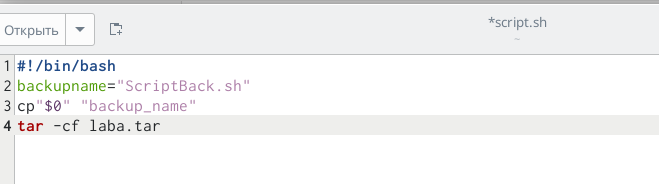 Открыть
*script.sh
~
1 #!/bin/bash
2 backupname="ScriptBack.sh"
3 cp"$0" "backup_name"
4 tar -cf laba.tar